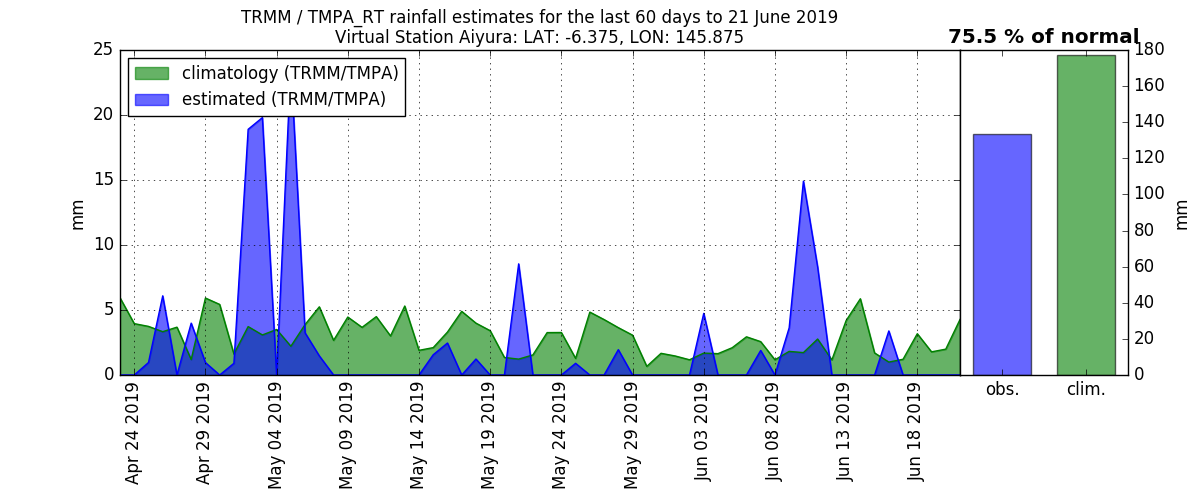 TRMM / TMPA_RT rainfall estimates for the last 60 days to 21 June 2019
Virtual Station Aiyura: LAT: -6.375, LON: 145.875
75.5 % of normal
climatology (TRMM/TMPA)
estimated (TRMM/TMPA)
25
20
15
10
5
0
mm
Apr 24 2019
Apr 29 2019
May 04 2019
May 09 2019
May 14 2019
May 19 2019
May 24 2019
May 29 2019
Jun 03 2019
Jun 08 2019
Jun 13 2019
Jun 18 2019
obs.
clim.
180
160
140
120
100
80
60
40
20
0
mm